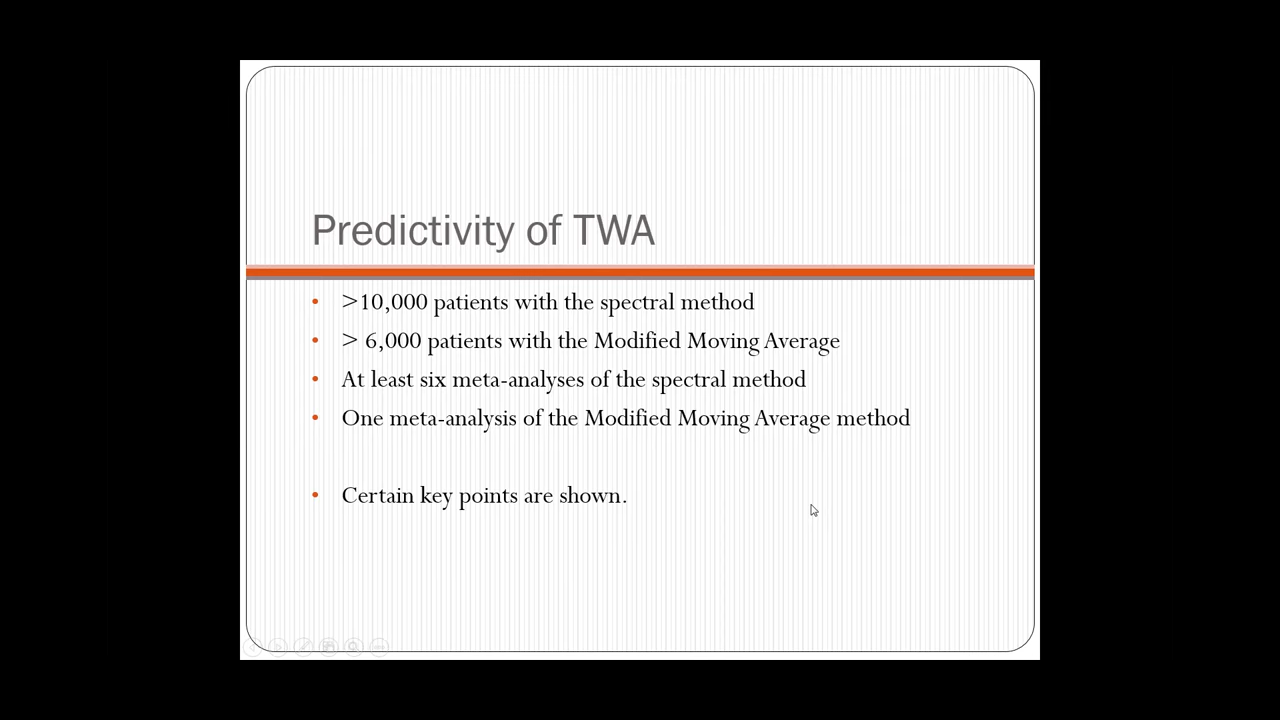 Predictivity of TWA
• >10,000 patients with the spectral method
• > 6,000 patients with the Modified Moving Average
• At least six meta-analyses of the spectral method
• One meta-analysis of the Modified Moving Average method
• Certain key points are shown.